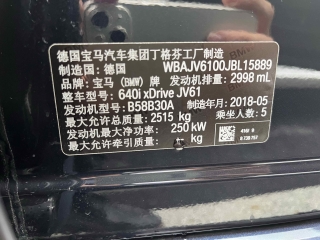 德国宝马汽车集团丁格芬工厂制造
制造国：德国 WBAJV6100JBL15889
品牌：宝马（BMW）牌 发动机排量：2998 mL
整车型号：640i xDrive JV61
发动机型号：B58B30A 制造年月：2018-05
最大允许总质量：2515 kg 乘坐人数：5
发动机最大净功率：250 kW
最大允许牵引质量： kg